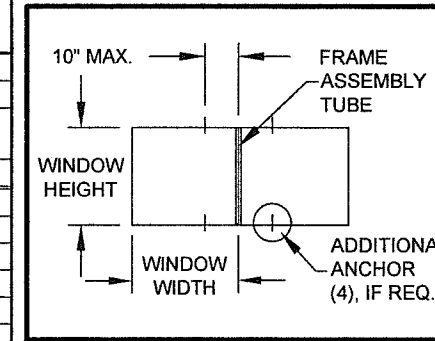 10" MAX.
FRAME
ASSEMBLY
TUBE
WINDOW
HEIGHT
WINDOW
WIDTH
ADDITIONA
ANCHOR
(4), IF REQ.